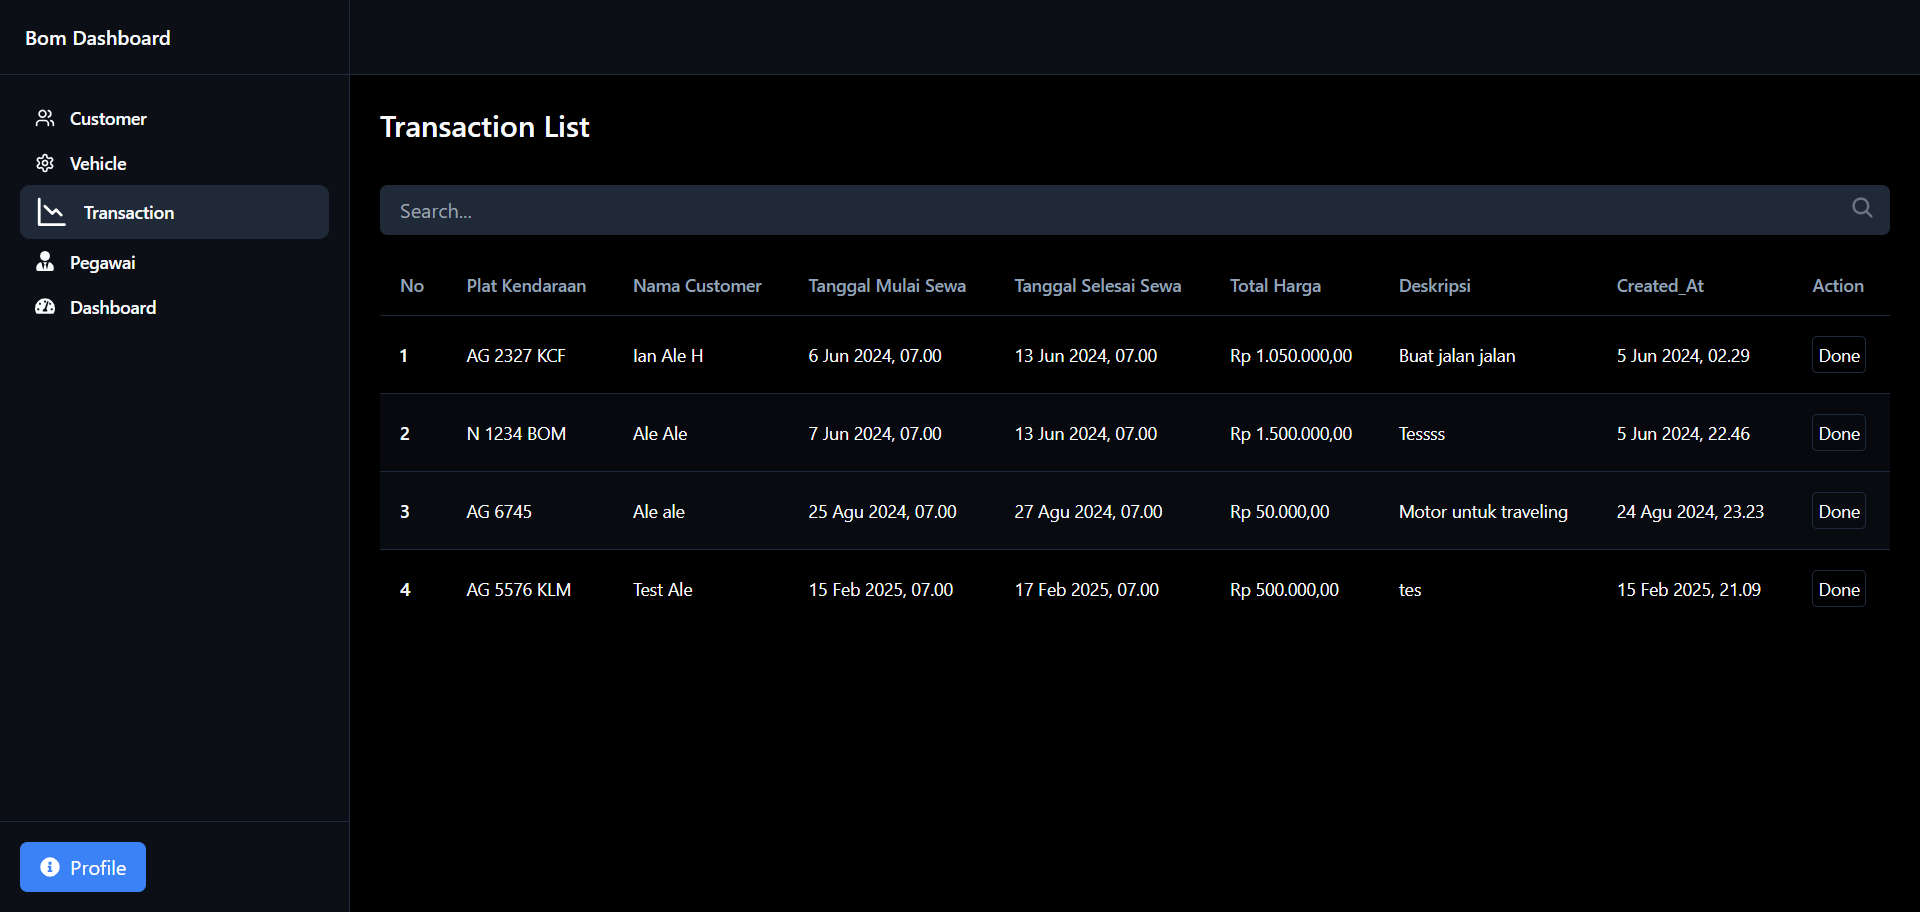 Bom Dashboard
Customer
Vehicle
Transaction
Pegawai
Dashboard
Profile
Transaction List
Search...
No Plat Kendaraan Nama Customer Tanggal Mulai Sewa Tanggal Selesai Sewa Total Harga Deskripsi Created_At Action
1 AG 2327 KCF Ian Ale H 6 Jun 2024, 07.00 13 Jun 2024, 07.00 Rp 1.050.000,00 Buat jalan jalan 5 Jun 2024, 02.29 Done
2 N 1234 BOM Ale Ale 7 Jun 2024, 07.00 13 Jun 2024, 07.00 Rp 1.500.000,00 Tessss 5 Jun 2024, 22.46 Done
3 AG 6745 Ale ale 25 Agu 2024, 07.00 27 Agu 2024, 07.00 Rp 50.000,00 Motor untuk traveling 24 Agu 2024, 23.23 Done
4 AG 5576 KLM Test Ale 15 Feb 2025, 07.00 17 Feb 2025, 07.00 Rp 500.000,00 tes 15 Feb 2025, 21.09 Done